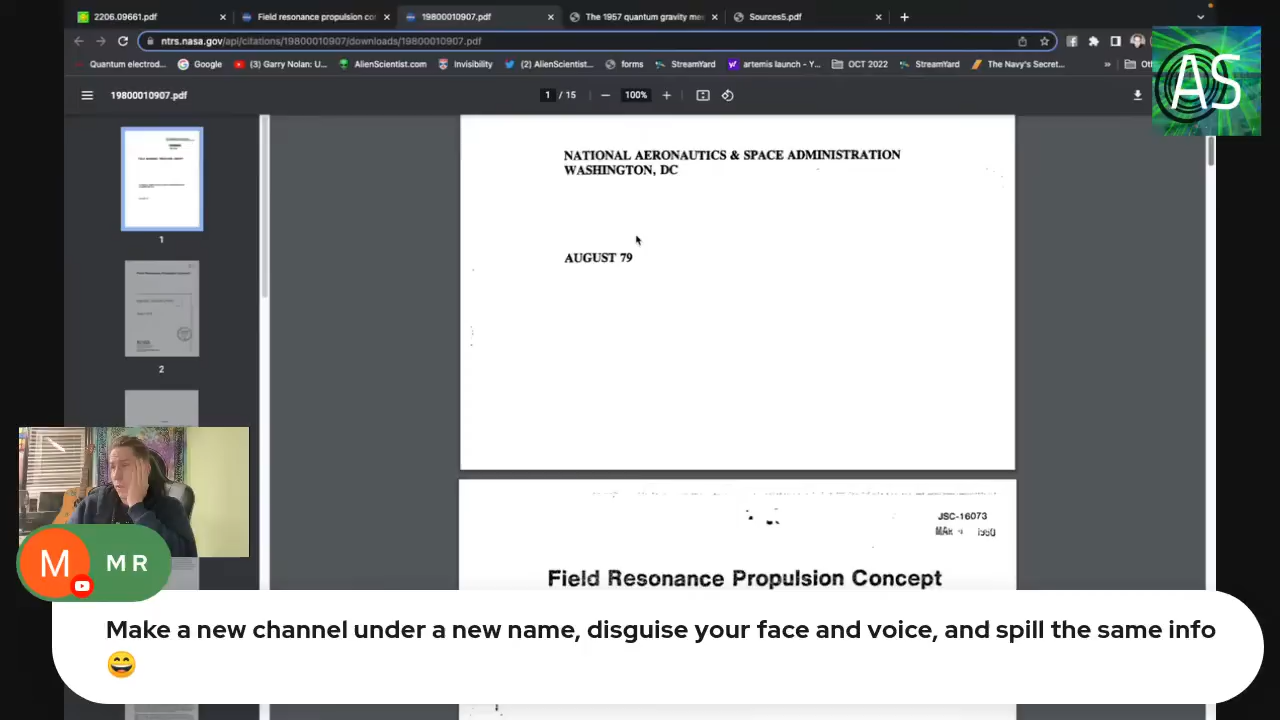 2206.09661.pdf
Field resonance propulsion co
19800010907.pdf
The 1957 quantum gravity me
Sources5.pdf
ntrs.nasa.gov/api/citations/19800010907/downloads/19800010907.pdf
Quantum electrod...
Google
(3) Garry Nolan: U...
AlienScientist.com
Invisibility
(2) AlienScientist...
forms
StreamYard
artemis launch - Y...
OCT 2022
StreamYard
The Navy's Secret...
»
19800010907.pdf
1 / 15
100%
AS
NATIONAL AERONAUTICS & SPACE ADMINISTRATION
WASHINGTON, DC
AUGUST 79
1
2
JSC-16073
1980
Field Resonance Propulsion Concept
M
M R
Make a new channel under a new name, disguise your face and voice, and spill the same info
😄